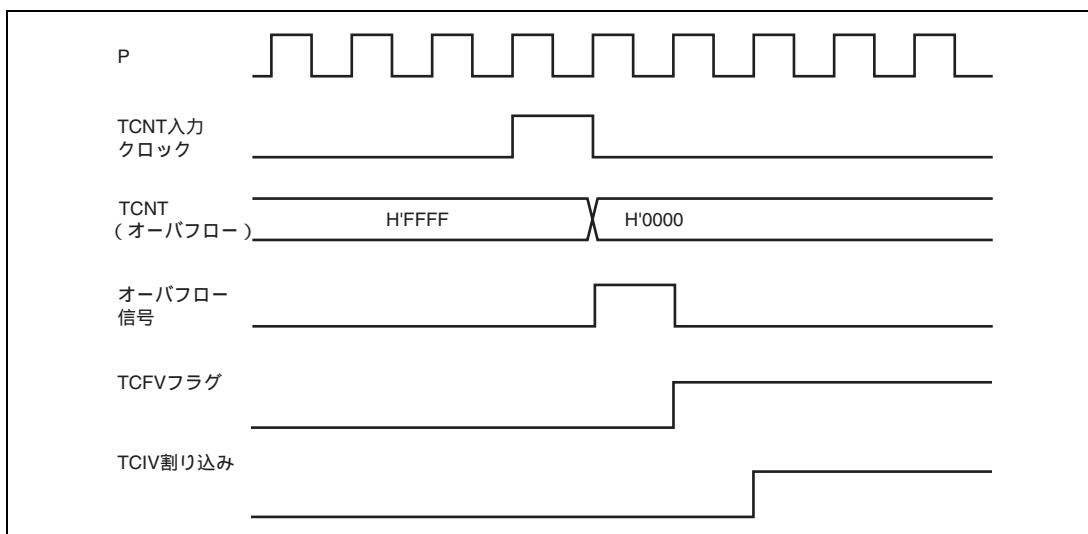 P
TCNT入力
クロック
TCNT
(オーバフロー)
H'FFFF
H'0000
オーバフロー
信号
TCFVフラグ
TCIV割り込み